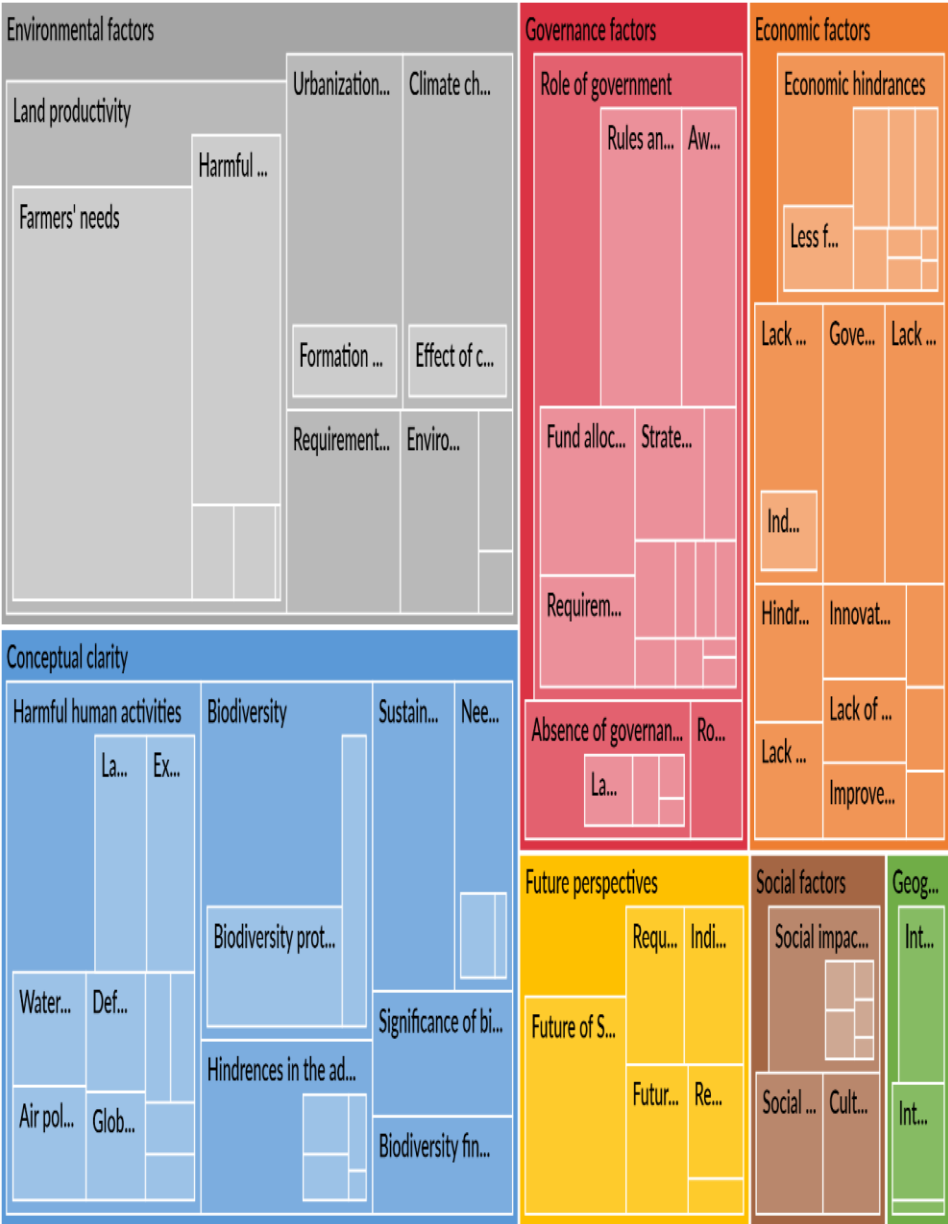 Environmental factors
Land productivity
Farmers' needs
Harmful ...
Urbanization...
Formation ...
Climate ch...
Effect of c...
Requirement...
Enviro...
Governance factors
Role of government
Rules an...
Aw...
Fund alloc...
Strate...
Requirem...
Absence of governan...
La...
Ro...
Economic factors
Economic hindrances
Less f...
Lack ...
Ind...
Gove...
Lack ...
Hindr...
Innovat...
Lack of ...
Lack ...
Improve...
Conceptual clarity
Harmful human activities
La...
Ex...
Water...
Def...
Air pol...
Glob...
Biodiversity
Biodiversity prot...
Hindrences in the ad...
Sustain...
Nee...
Significance of bi...
Biodiversity fin...
Future perspectives
Requ...
Indi...
Future of S...
Futur...
Re...
Social factors
Social impac...
Social ...
Cult...
Geog...
Int...
Int...